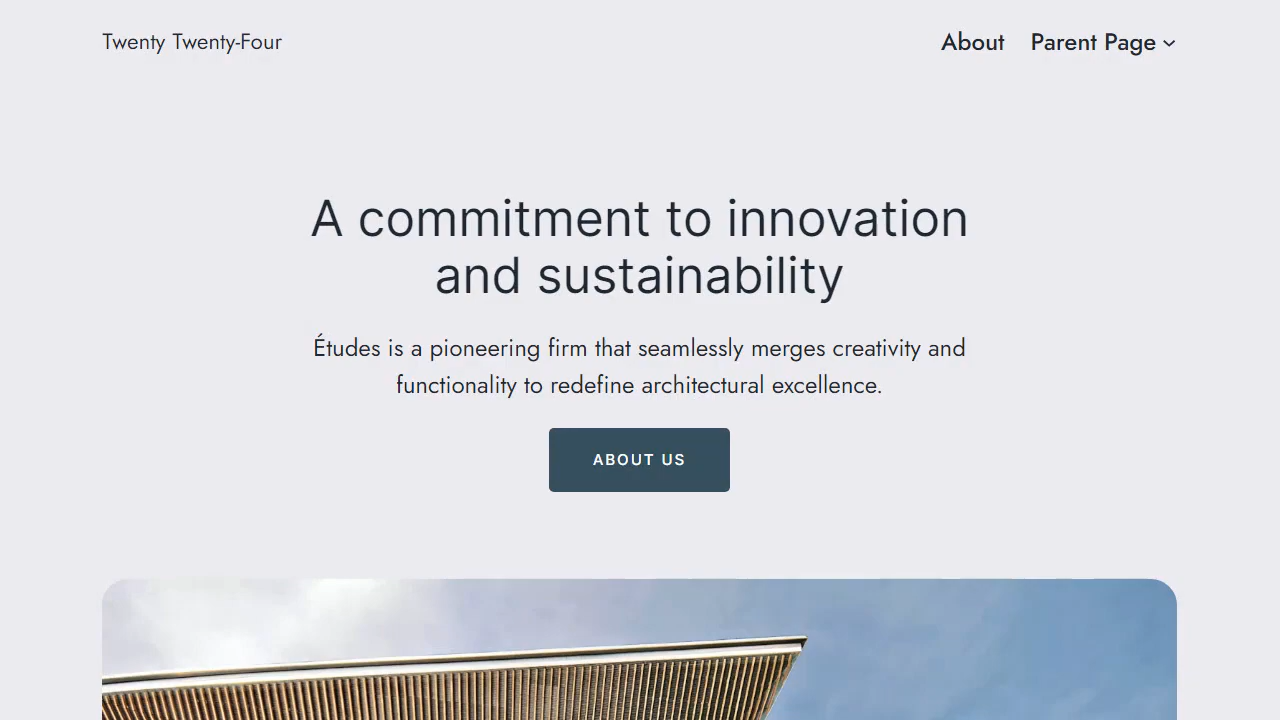 Twenty Twenty-Four
About
Parent Page
A commitment to innovation
and sustainability
Études is a pioneering firm that seamlessly merges creativity and
functionality to redefine architectural excellence.
ABOUT US